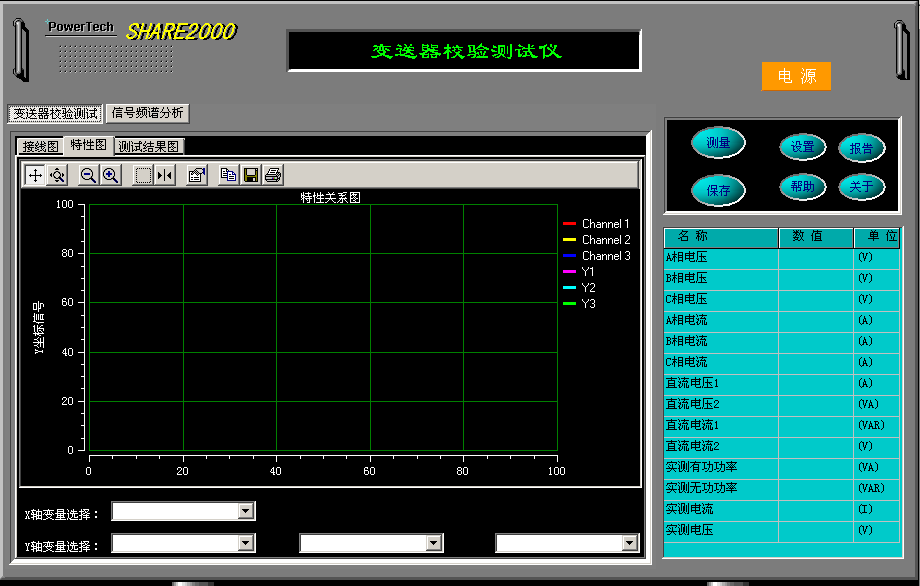 PowerTech SHARE2000
变送器校验测试仪
电 源
变送器校验测试 信号频谱分析
接线图 特性图 测试结果图
特性关系图
Y坐标信号
100
80
60
40
20
0
0 20 40 60 80 100
Channel 1
Channel 2
Channel 3
Y1
Y2
Y3
X轴变量选择：
Y轴变量选择：
测量 设置 报告
保存 帮助 关于
名 称 数 值 单 位
A相电压 (V)
B相电压 (V)
C相电压 (V)
A相电流 (A)
B相电流 (A)
C相电流 (A)
直流电压1 (A)
直流电压2 (VA)
直流电流1 (VAR)
直流电流2 (V)
实测有功功率 (VA)
实测无功功率 (VAR)
实测电流 (I)
实测电压 (V)